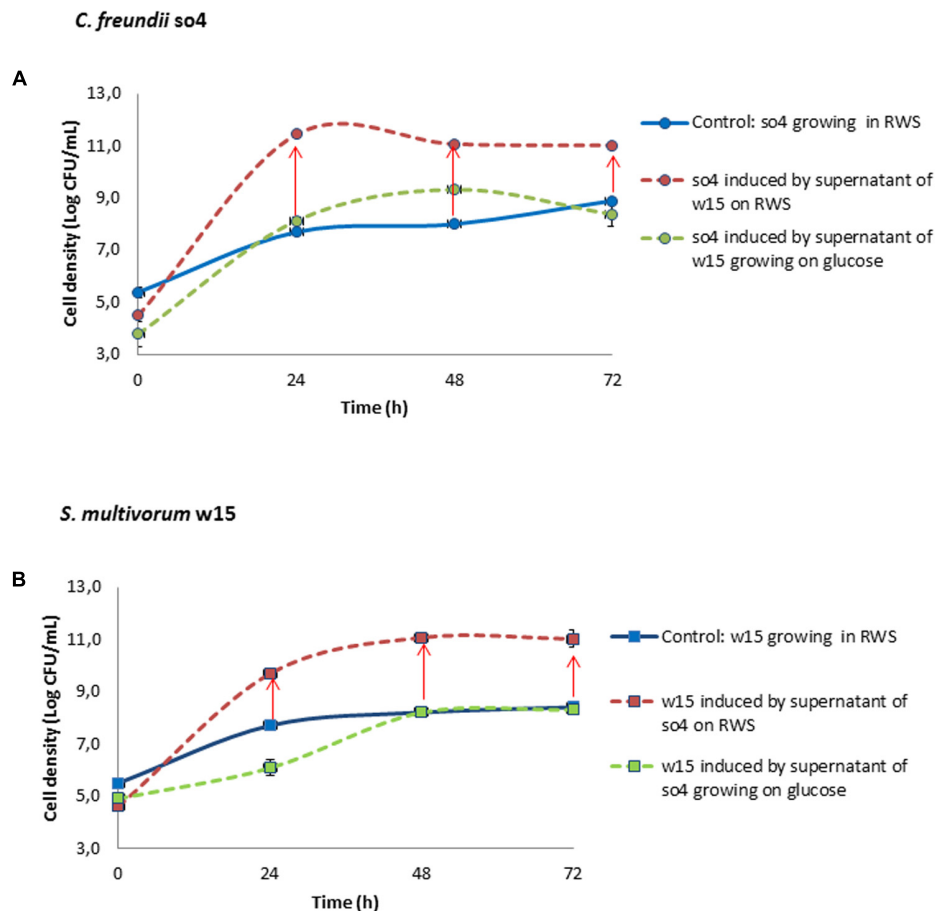 C. freundii so4
A
13,0
11,0
9,0
7,0
5,0
3,0
Cell density (Log CFU/mL)
0 24 48 72
Time (h)
Control: so4 growing in RWS
so4 induced by supernatant of
w15 on RWS
so4 induced by supernatant of
w15 growing on glucose
S. multivorum w15
B
13,0
11,0
9,0
7,0
5,0
3,0
Cell density (Log CFU/mL)
0 24 48 72
Time (h)
Control: w15 growing in RWS
w15 induced by supernatant of
so4 on RWS
w15 induced by supernatant of
so4 growing on glucose